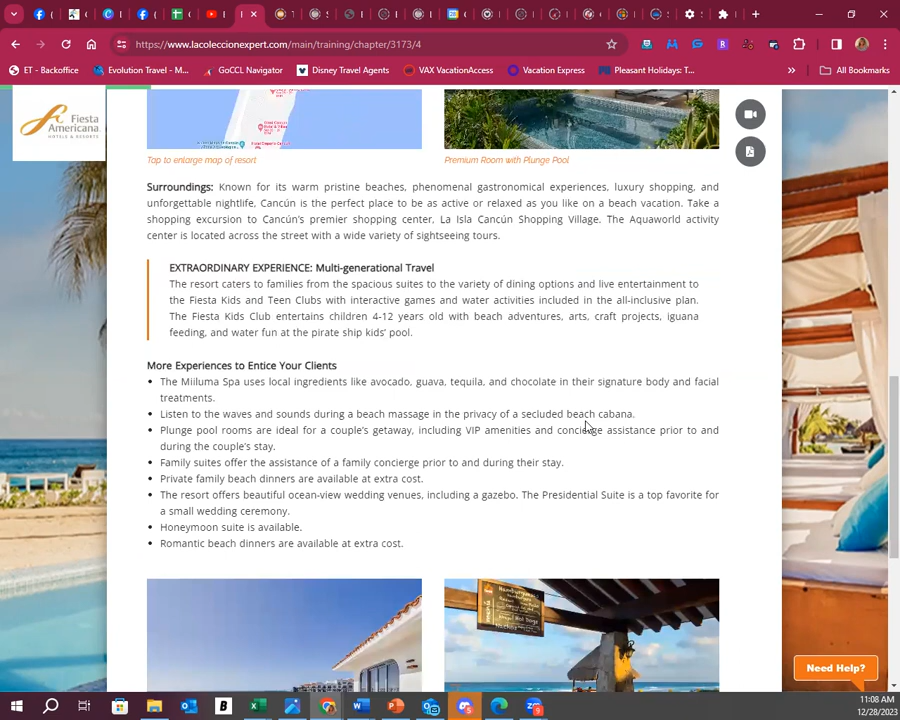 https://www.lacoleccionexpert.com/main/training/chapter/3173/4
ET - Backoffice
Evolution Travel - M...
GoCCL Navigator
Disney Travel Agents
VAX VacationAccess
Vacation Express
Pleasant Holidays: T...
All Bookmarks
Fiesta
Americana.
HOTELS & RESORTS
Tap to enlarge map of resort
Premium Room with Plunge Pool
Surroundings: Known for its warm pristine beaches, phenomenal gastronomical experiences, luxury shopping, and
unforgettable nightlife, Cancún is the perfect place to be as active or relaxed as you like on a beach vacation. Take a
shopping excursion to Cancún's premier shopping center, La Isla Cancún Shopping Village. The Aquaworld activity
center is located across the street with a wide variety of sightseeing tours.
EXTRAORDINARY EXPERIENCE: Multi-generational Travel
The resort caters to families from the spacious suites to the variety of dining options and live entertainment to
the Fiesta Kids and Teen Clubs with interactive games and water activities included in the all-inclusive plan.
The Fiesta Kids Club entertains children 4-12 years old with beach adventures, arts, craft projects, iguana
feeding, and water fun at the pirate ship kids' pool.
More Experiences to Entice Your Clients
• The Miiluma Spa uses local ingredients like avocado, guava, tequila, and chocolate in their signature body and facial
treatments.
• Listen to the waves and sounds during a beach massage in the privacy of a secluded beach cabana.
• Plunge pool rooms are ideal for a couple's getaway, including VIP amenities and concierge assistance prior to and
during the couple's stay.
• Family suites offer the assistance of a family concierge prior to and during their stay.
• Private family beach dinners are available at extra cost.
• The resort offers beautiful ocean-view wedding venues, including a gazebo. The Presidential Suite is a top favorite for
a small wedding ceremony.
• Honeymoon suite is available.
• Romantic beach dinners are available at extra cost.
Need Help?
11:08 AM
12/28/2023